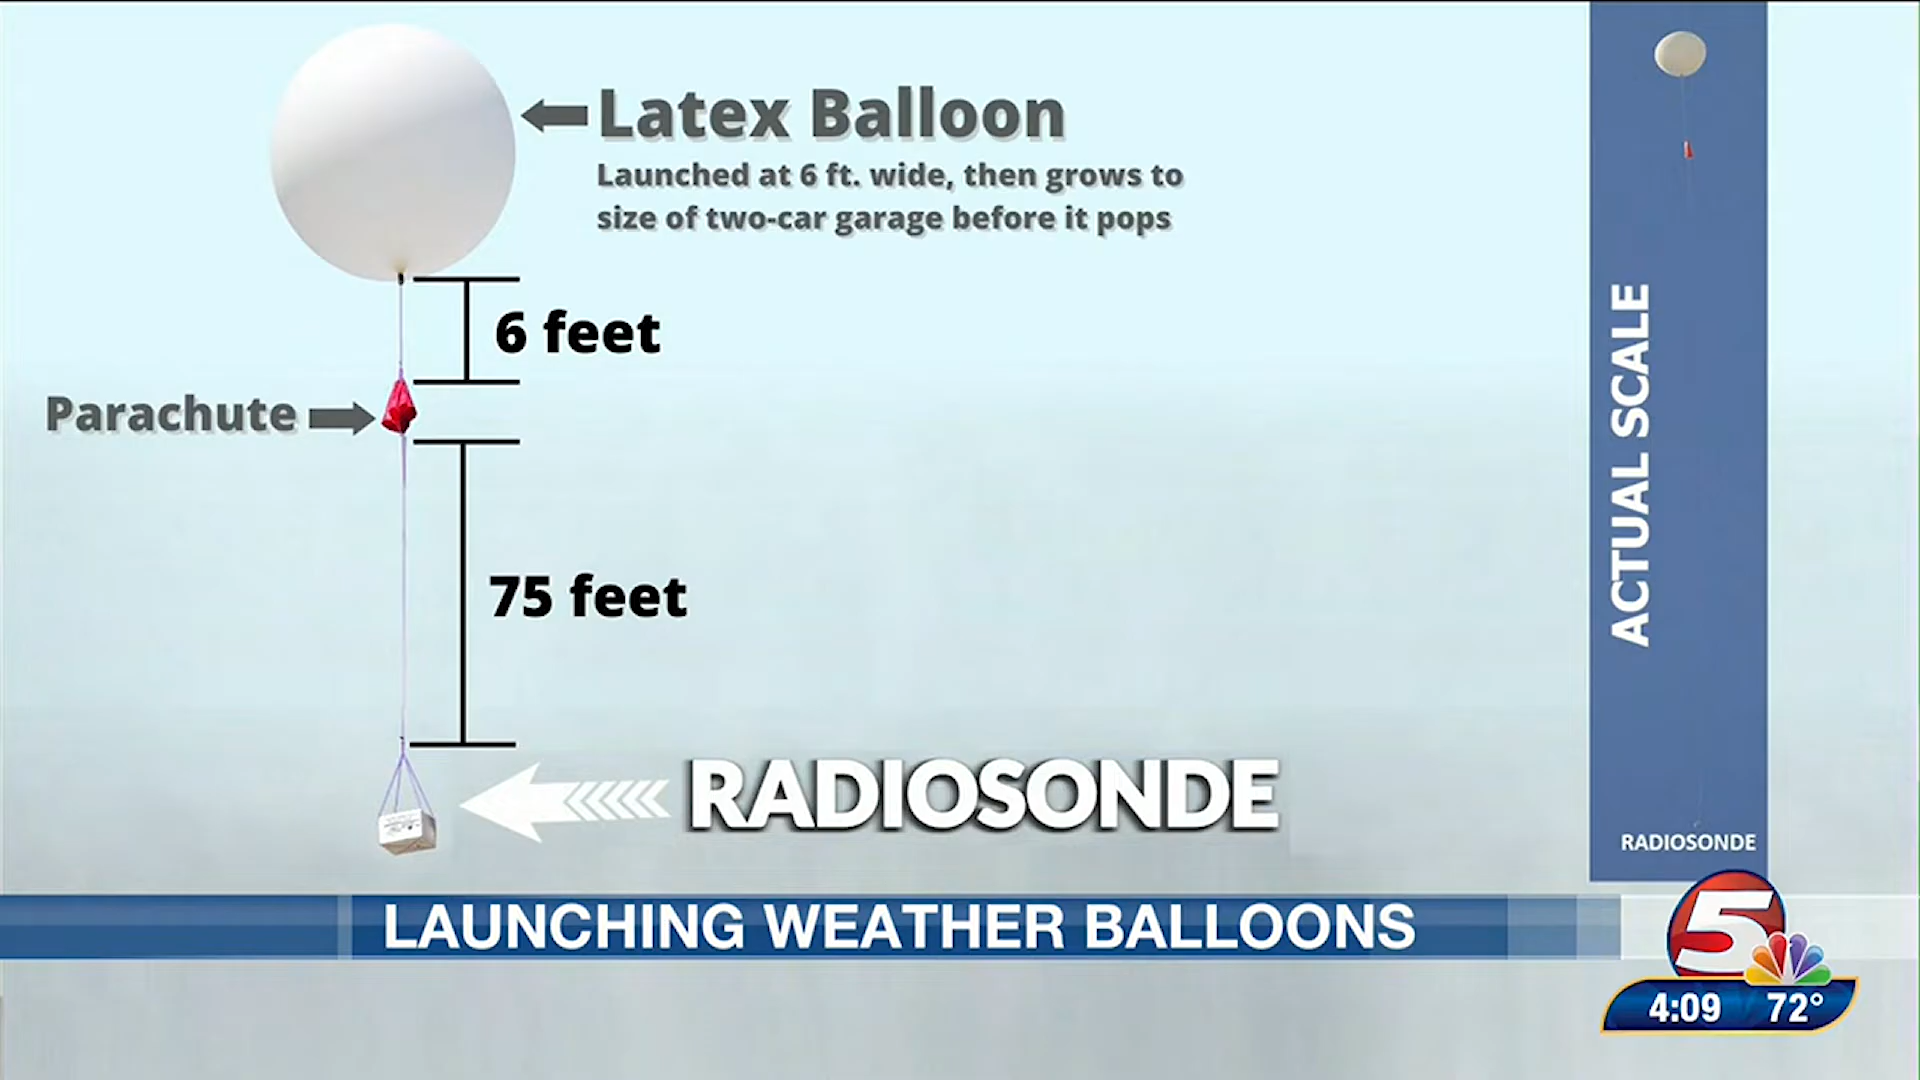 Latex Balloon
Launched at 6 ft. wide, then grows to
size of two-car garage before it pops
6 feet
Parachute
75 feet
RADIOSONDE
ACTUAL SCALE
RADIOSONDE
LAUNCHING WEATHER BALLOONS
5
4:09 72°